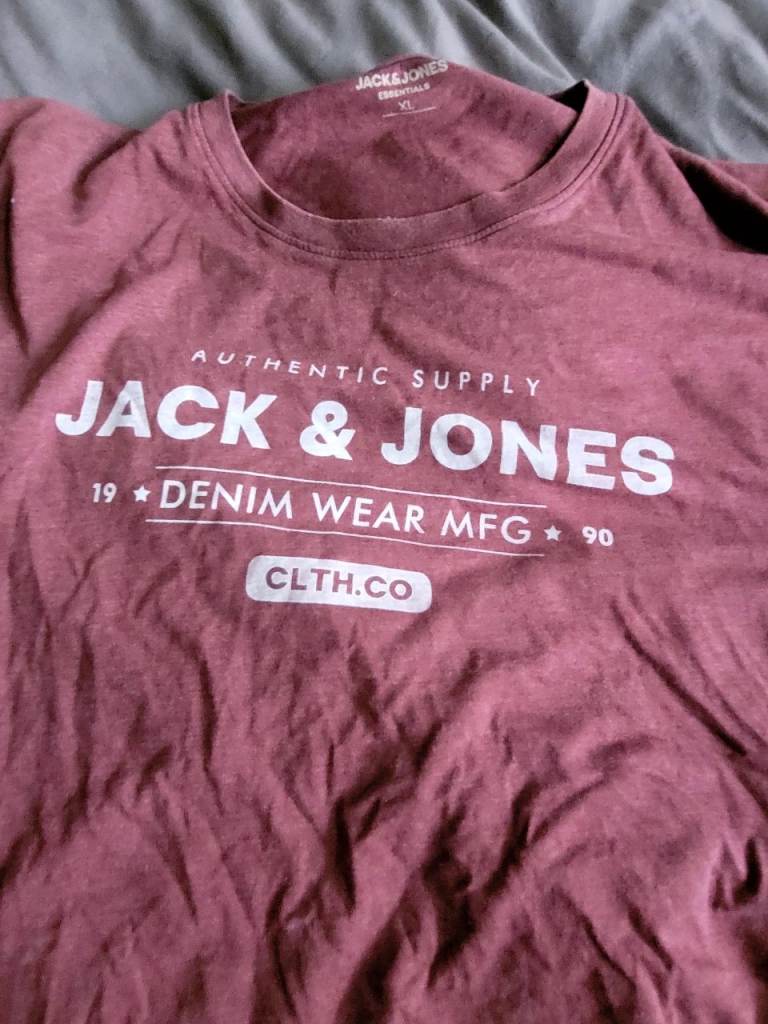 JACK&JONES
ESSENTIALS
XL
AUTHENTIC SUPPLY
JACK & JONES
19 ★ DENIM WEAR MFG ★ 90
CLTH.CO